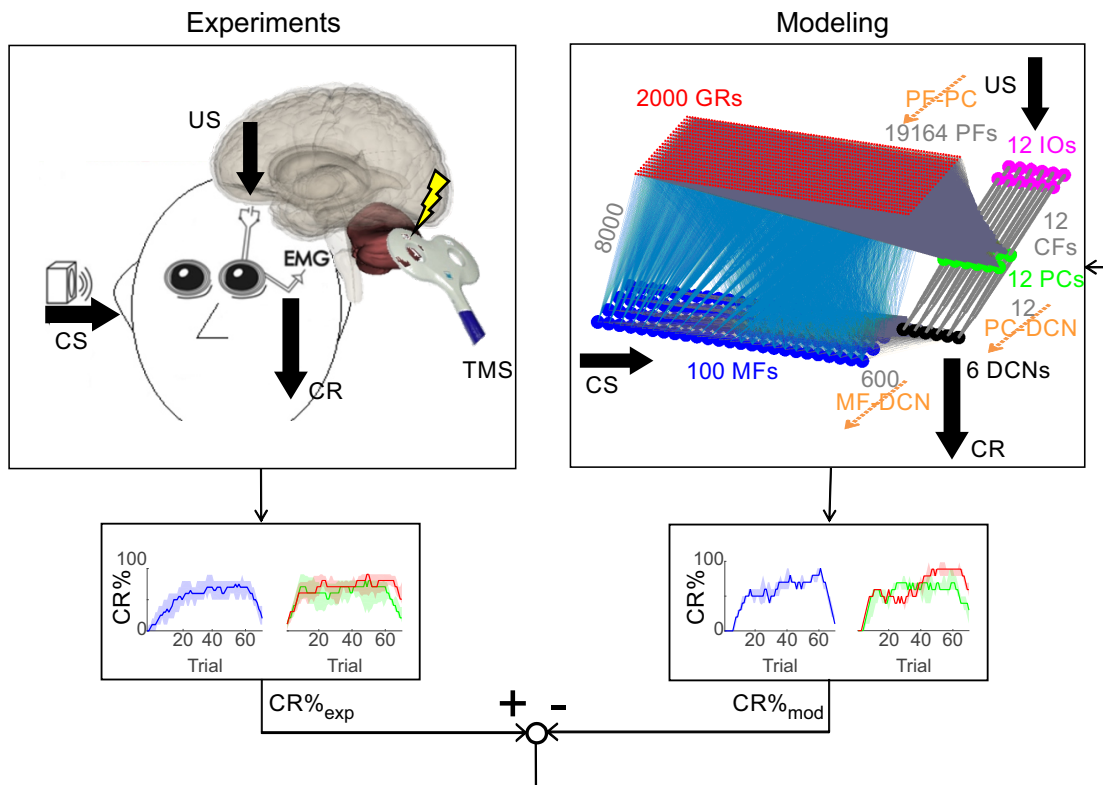 Experiments
US
EMG
CS
CR
TMS
Modeling
US
PF-PC
2000 GRs
19164 PFs
12 IOs
8000
12
CFs
12 PCs
12
PC-DCN
CS
100 MFs
600
MF-DCN
6 DCNs
CR
100
CR%
0
20 40 60
20 40 60
Trial
Trial
100
CR%
0
20 40 60
20 40 60
Trial
Trial
CR%exp
+ -
CR%mod